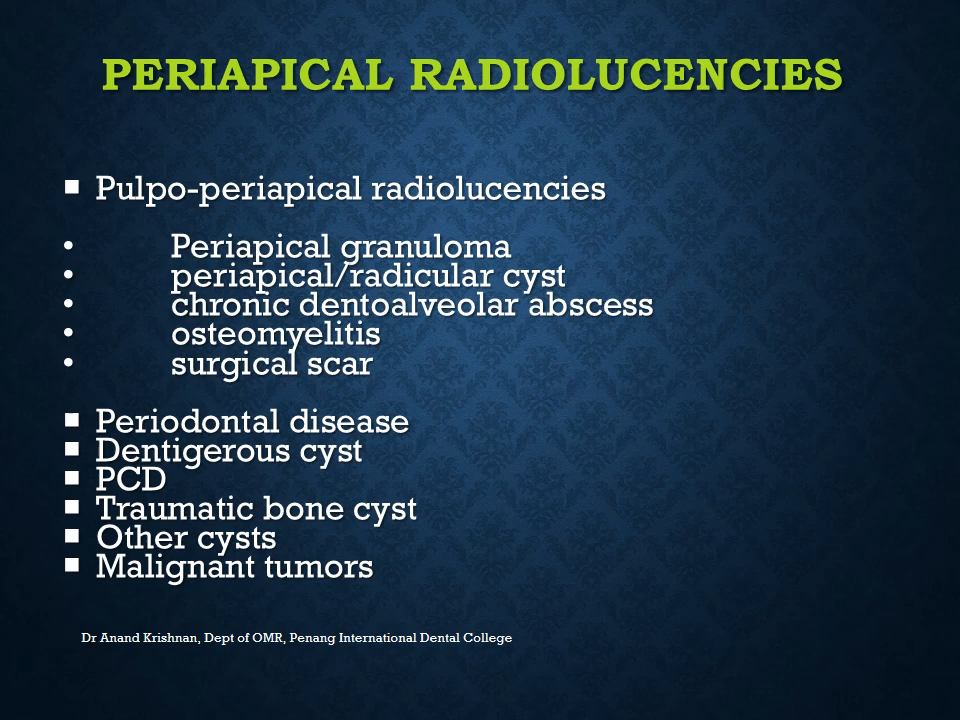 PERIAPICAL RADIOLUCENCIES
▪ Pulpo-periapical radiolucencies
• Periapical granuloma
• periapical/radicular cyst
• chronic dentoalveolar abscess
• osteomyelitis
• surgical scar
▪ Periodontal disease
▪ Dentigerous cyst
▪ PCD
▪ Traumatic bone cyst
▪ Other cysts
▪ Malignant tumors
Dr Anand Krishnan, Dept of OMR, Penang International Dental College